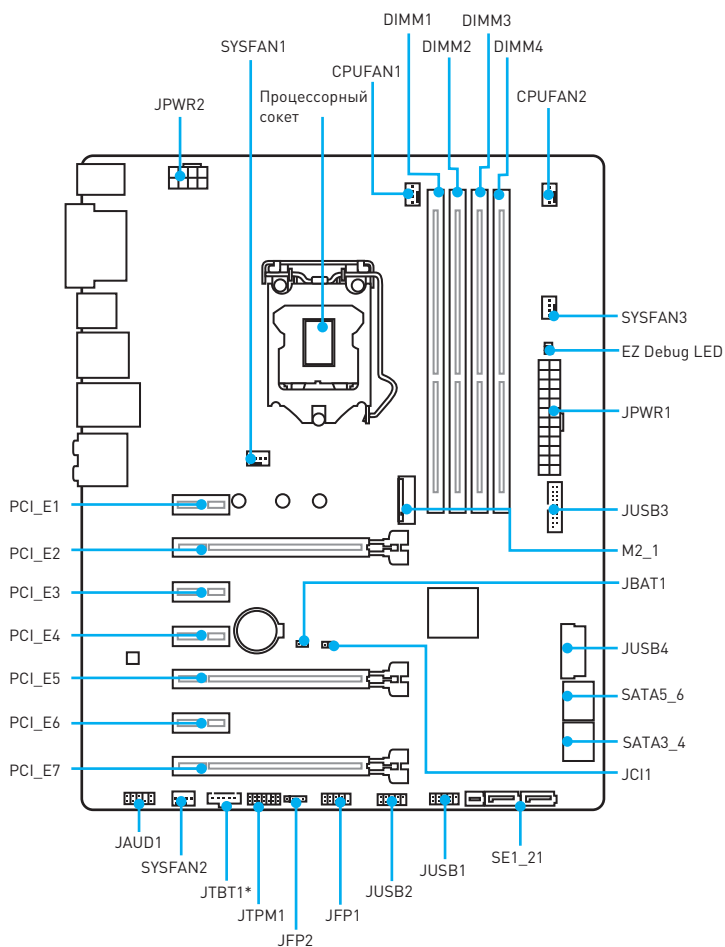 DIMM1
DIMM3
DIMM2
DIMM4
SYSFAN1
CPUFAN1
CPUFAN2
JPWR2
Процессорный
сокет
SYSFAN3
EZ Debug LED
JPWR1
PCI_E1
JUSB3
PCI_E2
M2_1
JBAT1
PCI_E3
PCI_E4
JUSB4
PCI_E5
SATA5_6
PCI_E6
SATA3_4
PCI_E7
JCI1
JAUD1
SYSFAN2
JTBT1*
JTPM1
JFP2
JFP1
JUSB2
JUSB1
SE1_21